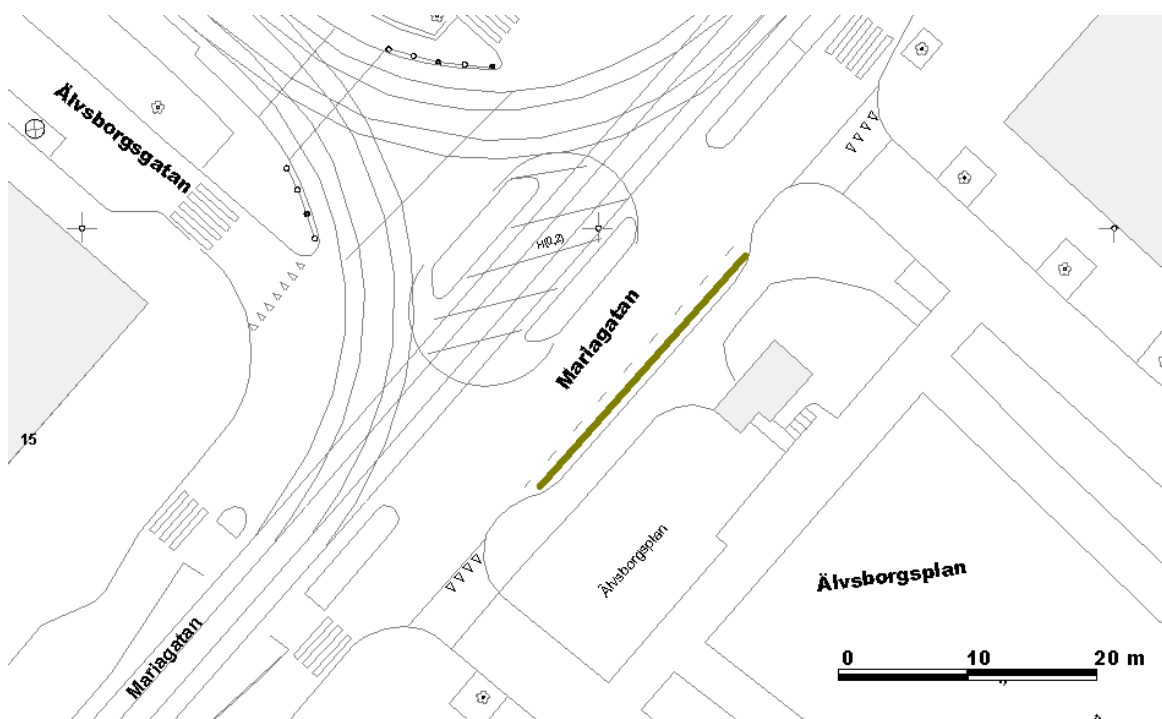 Älvsborgsgatan
H(0,2)
Mariagatan
15
Älvsborgsplan
Älvsborgsplan
Mariagatan
0 10 20 m